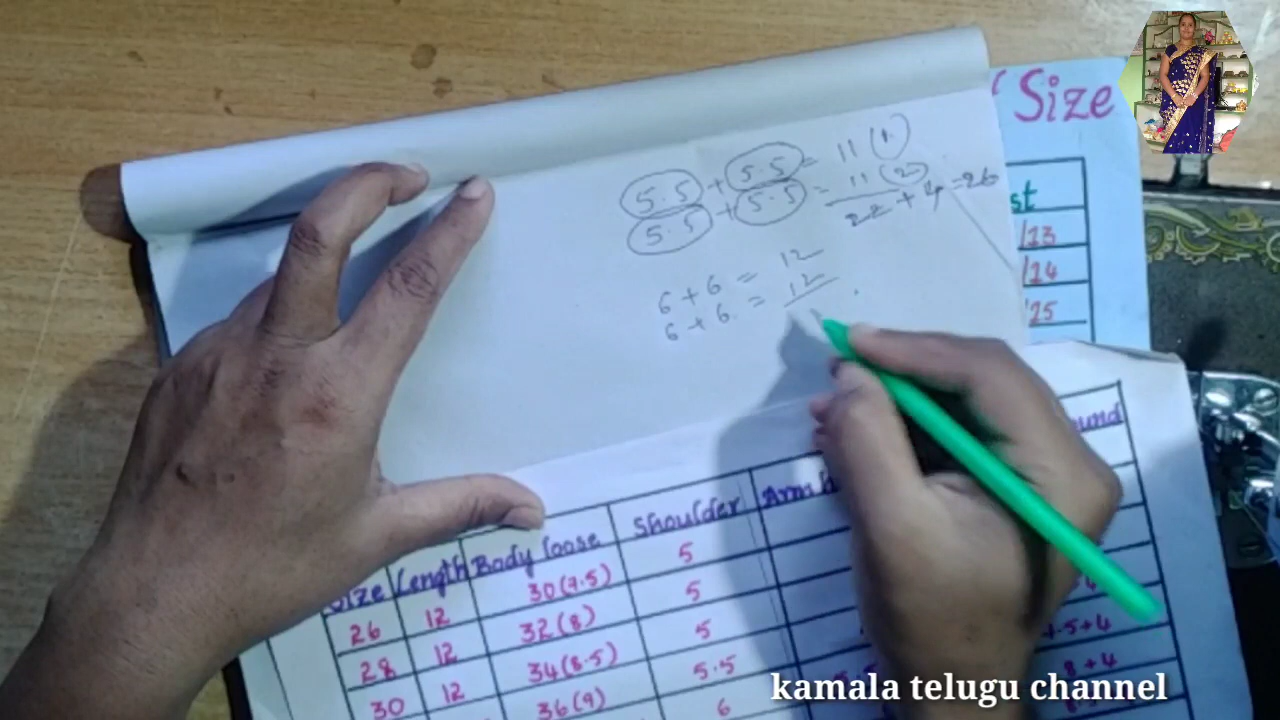 Size
5.5 + 5.5 = 11 (1)
5.5 + 5.5 = 11 (2)
22 + 4 = 26
6 + 6 = 12
6 + 6 = 12
st
/23
/24
/25
Size Length Body loose Shoulder Armh ound
26 12 30(7.5) 5
28 12 32(8) 5
30 12 34(8.5) 5
36(9) 5.5
6
8+4
kamala telugu channel